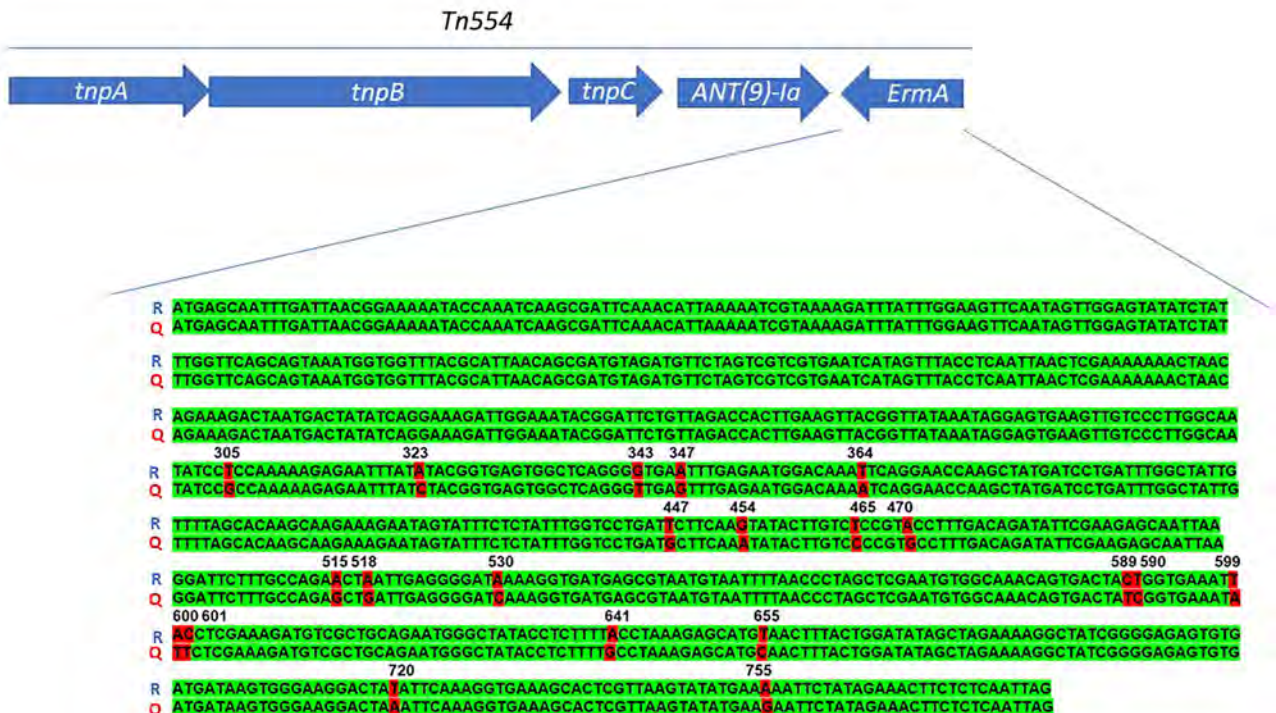 Tn554
tnpA tnpB tnpC ANT(9)-Ia ErmA
R ATGAGCAATTTGATTAACGGAAAAATACCAAATCAAGCGATTCAAACATTAAAAATCGTAAAAGATTTATTTGGAAGTTCAATAGTTGGAGTATATCTAT
Q ATGAGCAATTTGATTAACGGAAAAATACCAAATCAAGCGATTCAAACATTAAAAATCGTAAAAGATTTATTTGGAAGTTCAATAGTTGGAGTATATCTAT
R TTGGTTCAGCAGTAAATGGTGGTTTACGCATTAACAGCGATGTAGATGTTCTAGTCGTCGTGAATCATAGTTTACCTCAATTAACTCGAAAAAAACTAAC
Q TTGGTTCAGCAGTAAATGGTGGTTTACGCATTAACAGCGATGTAGATGTTCTAGTCGTCGTGAATCATAGTTTACCTCAATTAACTCGAAAAAAACTAAC
R AGAAAGACTAATGACTATATCAGGAAAGATTGGAAATACGGATTCTGTTAGACCACTTGAAGTTACGGTTATAAATAGGAGTGAAGTTGTCCCTTGGCAA
Q AGAAAGACTAATGACTATATCAGGAAAGATTGGAAATACGGATTCTGTTAGACCACTTGAAGTTACGGTTATAAATAGGAGTGAAGTTGTCCCTTGGCAA
305 323 343 347 364
R TATCCTCCAAAAAGAGAATTTATATACGGTGAGTGGCTCAGGGGTGAATTTGAGAATGGACAAATTCAGGAACCAAGCTATGATCCTGATTTGGCTATTG
Q TATCCGCCAAAAAGAGAATTTATCTACGGTGAGTGGCTCAGGGTTGAGTTTGAGAATGGACAAAATCAGGAACCAAGCTATGATCCTGATTTGGCTATTG
447 454 465 470
R TTTTAGCACAAGCAAGAAAGAATAGTATTTCTCTATTTGGTCCTGATTCTTCAAGTATACTTGTCTCCGTACCTTTGACAGATATTCGAAGAGCAATTAA
Q TTTTAGCACAAGCAAGAAAGAATAGTATTTCTCTATTTGGTCCTGATGCTTCAAAATATACTTGTCCCCGTGCCTTTGACAGATATTCGAAGAGCAATTAA
515 518 530 589 590 599
R GGATTCTTTGCCAGAACTAATTGAGGGGATAAAAGGTGATGAGCGTAATGTAATTTTAACCCTAGCTCGAATGTGGCAAACAGTGACTACTGGTGAAATT
Q GGATTCTTTGCCAGAGCTGATTGAGGGGATCAAAGGTGATGAGCGTAATGTAATTTTAACCCTAGCTCGAATGTGGCAAACAGTGACTATCGGTGAAATA
600 601 641 655
R ACCTCGAAAGATGTCGCTGCAGAATGGGCTATACCTCTTTTACCTAAAGAGCATGTAACTTTACTGGATATAGCTAGAAAAGGCTATCGGGGAGAGTGTG
Q TTCTCGAAAGATGTCGCTGCAGAATGGGCTATACCTCTTTTGCCTAAAGAGCATGCAACTTTACTGGATATAGCTAGAAAAGGCTATCGGGGAGAGTGTG
720 755
R ATGATAAGTGGGAAGGACTATATTCAAAGGTGAAAGCACTCGTTAAGTATATGAAAAATTCTATAGAAACTTCTCTCAATTAG
Q ATGATAAGTGGGAAGGACTAAATTCAAAGGTGAAAGCACTCGTTAAGTATATGAAGAATTCTATAGAAACTTCTCTCAATTAG